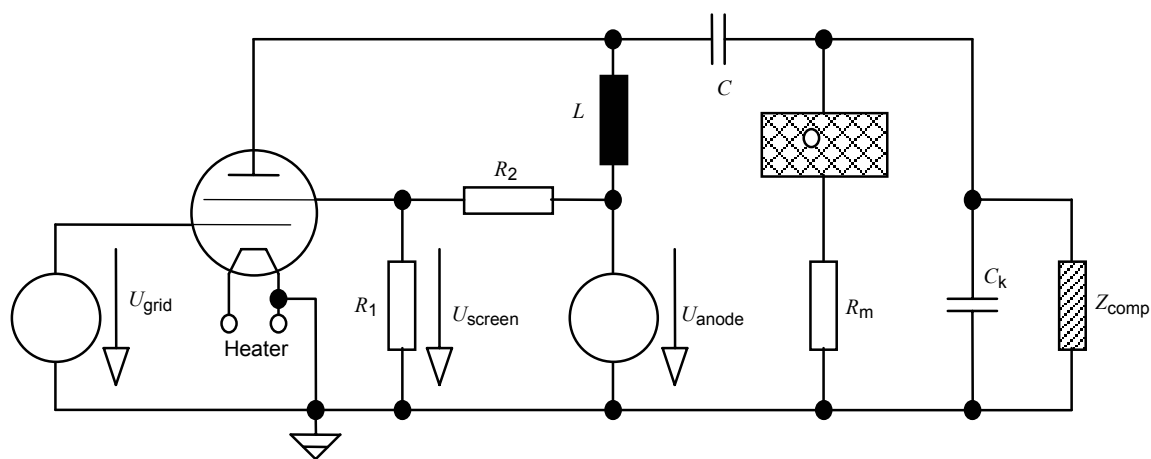 C
L
R2
Ugrid
R1
Uscreen
Uanode
Rm
Ck
Zcomp
Heater